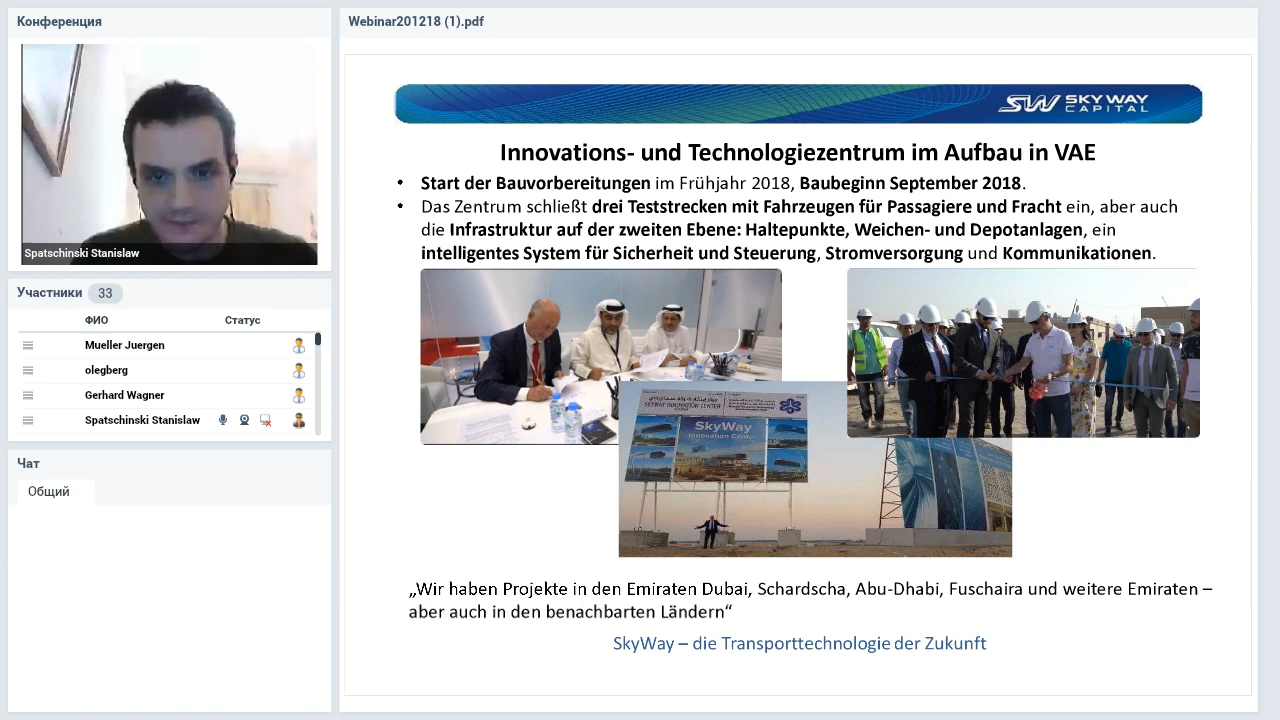 Конференция
Spatschinski Stanislaw
Участники 33
ФИО Статус
Mueller Juergen
olegberg
Gerhard Wagner
Spatschinski Stanislaw
Чат
Общий
Webinar201218 (1).pdf
SW SKY WAY
CAPITAL
Innovations- und Technologiezentrum im Aufbau in VAE
• Start der Bauvorbereitungen im Frühjahr 2018, Baubeginn September 2018.
• Das Zentrum schließt drei Teststrecken mit Fahrzeugen für Passagiere und Fracht ein, aber auch
die Infrastruktur auf der zweiten Ebene: Haltepunkte, Weichen- und Depotanlagen, ein
intelligentes System für Sicherheit und Steuerung, Stromversorgung und Kommunikationen.
SKYWAY INNOVATION CENTER
SkyWay
Innovation Center
„Wir haben Projekte in den Emiraten Dubai, Schardscha, Abu-Dhabi, Fuschaira und weitere Emiraten –
aber auch in den benachbarten Ländern“
SkyWay – die Transporttechnologie der Zukunft